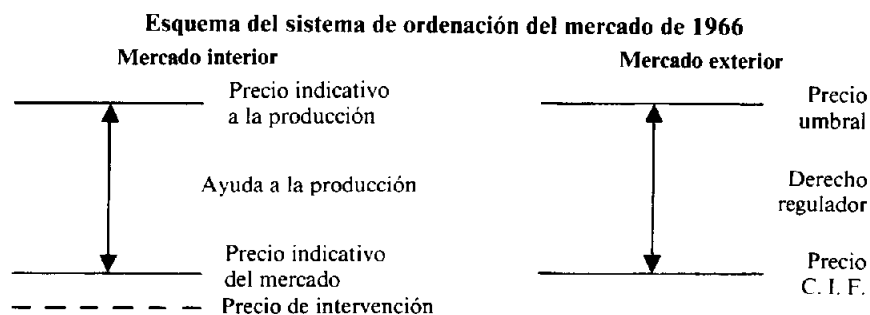 Esquema del sistema de ordenación del mercado de 1966
Mercado interior
Mercado exterior
Precio indicativo
a la producción
Ayuda a la producción
Precio indicativo
del mercado
Precio de intervención
Precio
umbral
Derecho
regulador
Precio
C. I. F.